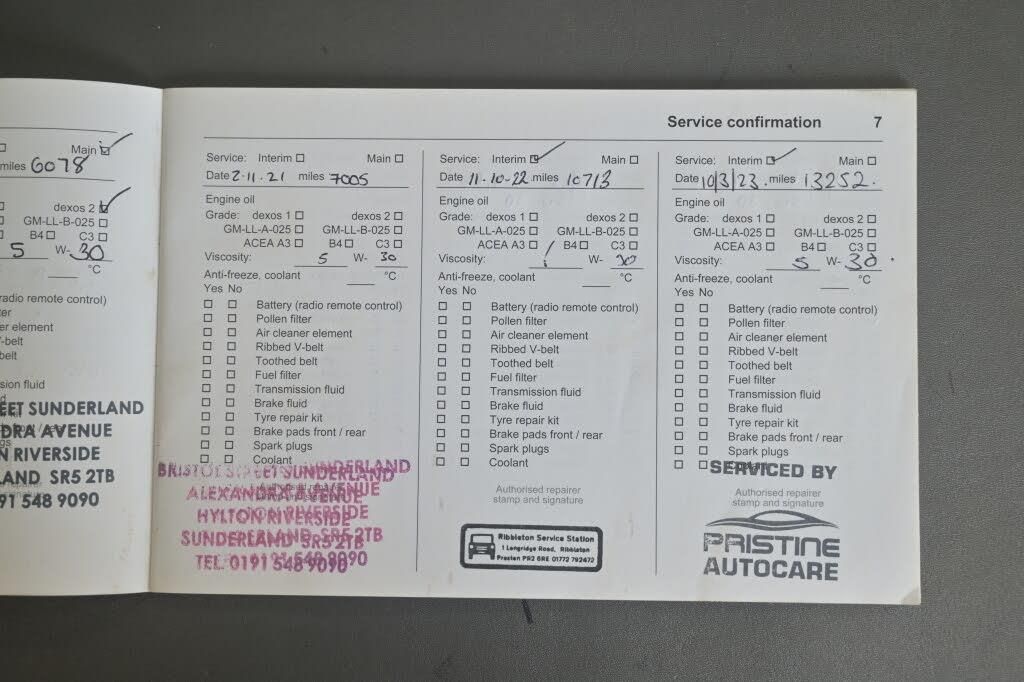 Service confirmation 7
Main
miles 6078
dexos 2
GM-LL-B-025
B4 C3
5 W- 30
°C
radio remote control)
er element
-belt
belt
sion fluid
EET SUNDERLAND
DRA AVENUE
N RIVERSIDE
LAND SR5 2TB
91 548 9090
Service: Interim Main
Date 2.11.21 miles 7005
Engine oil
Grade: dexos 1 dexos 2
GM-LL-A-025 GM-LL-B-025
ACEA A3 B4 C3
Viscosity: 5 W- 30
Anti-freeze, coolant °C
Yes No
Battery (radio remote control)
Pollen filter
Air cleaner element
Ribbed V-belt
Toothed belt
Fuel filter
Transmission fluid
Brake fluid
Tyre repair kit
Brake pads front / rear
Spark plugs
Coolant
BRISTOL STREET SUNDERLAND
ALEXANDRA AVENUE
HYLTON RIVERSIDE
SUNDERLAND SR5 2TB
TEL. 0191 548 9090
Service: Interim Main
Date 11.10.22 miles 10713
Engine oil
Grade: dexos 1 dexos 2
GM-LL-A-025 GM-LL-B-025
ACEA A3 B4 C3
Viscosity: W- 30
Anti-freeze, coolant °C
Yes No
Battery (radio remote control)
Pollen filter
Air cleaner element
Ribbed V-belt
Toothed belt
Fuel filter
Transmission fluid
Brake fluid
Tyre repair kit
Brake pads front / rear
Spark plugs
Coolant
Authorised repairer
stamp and signature
Ribbleton Service Station
1 Langridge Road, Ribbleton
Preston PR2 6RE 01772 792472
Service: Interim Main
Date 10/3/23. miles 13252.
Engine oil
Grade: dexos 1 dexos 2
GM-LL-A-025 GM-LL-B-025
ACEA A3 B4 C3
Viscosity: 5 W- 30
Anti-freeze, coolant °C
Yes No
Battery (radio remote control)
Pollen filter
Air cleaner element
Ribbed V-belt
Toothed belt
Fuel filter
Transmission fluid
Brake fluid
Tyre repair kit
Brake pads front / rear
Spark plugs
Coolant
SERVICED BY
Authorised repairer
stamp and signature
PRISTINE
AUTOCARE